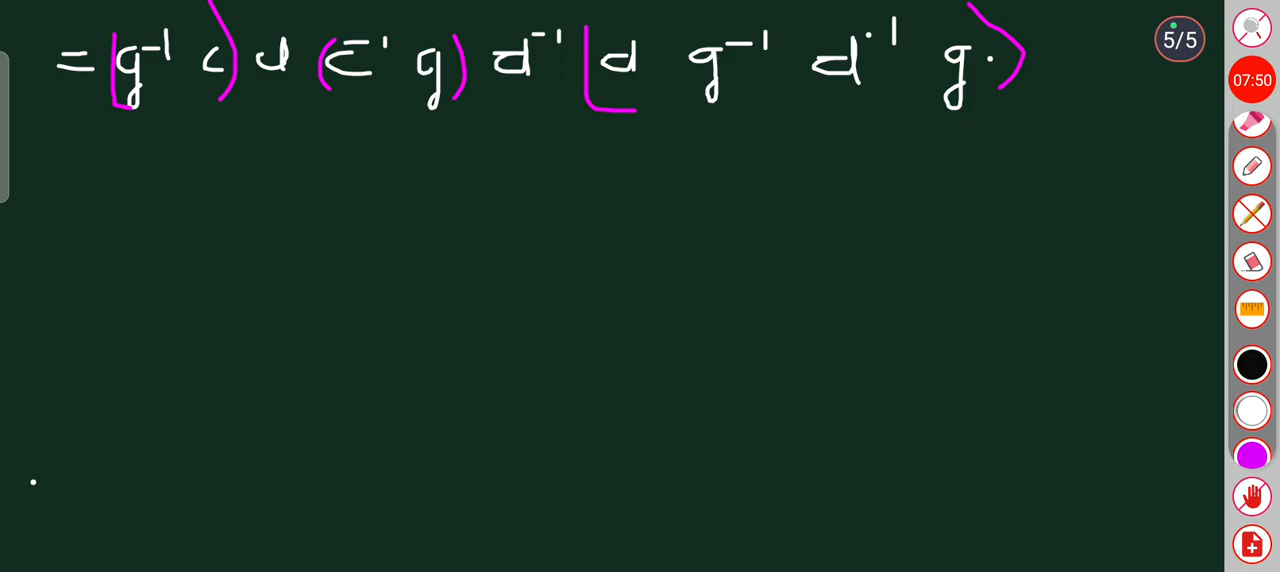 = (g⁻¹ c) d (c⁻¹ g) d⁻¹ [d g⁻¹ d⁻¹ g.)
5/5
07:50